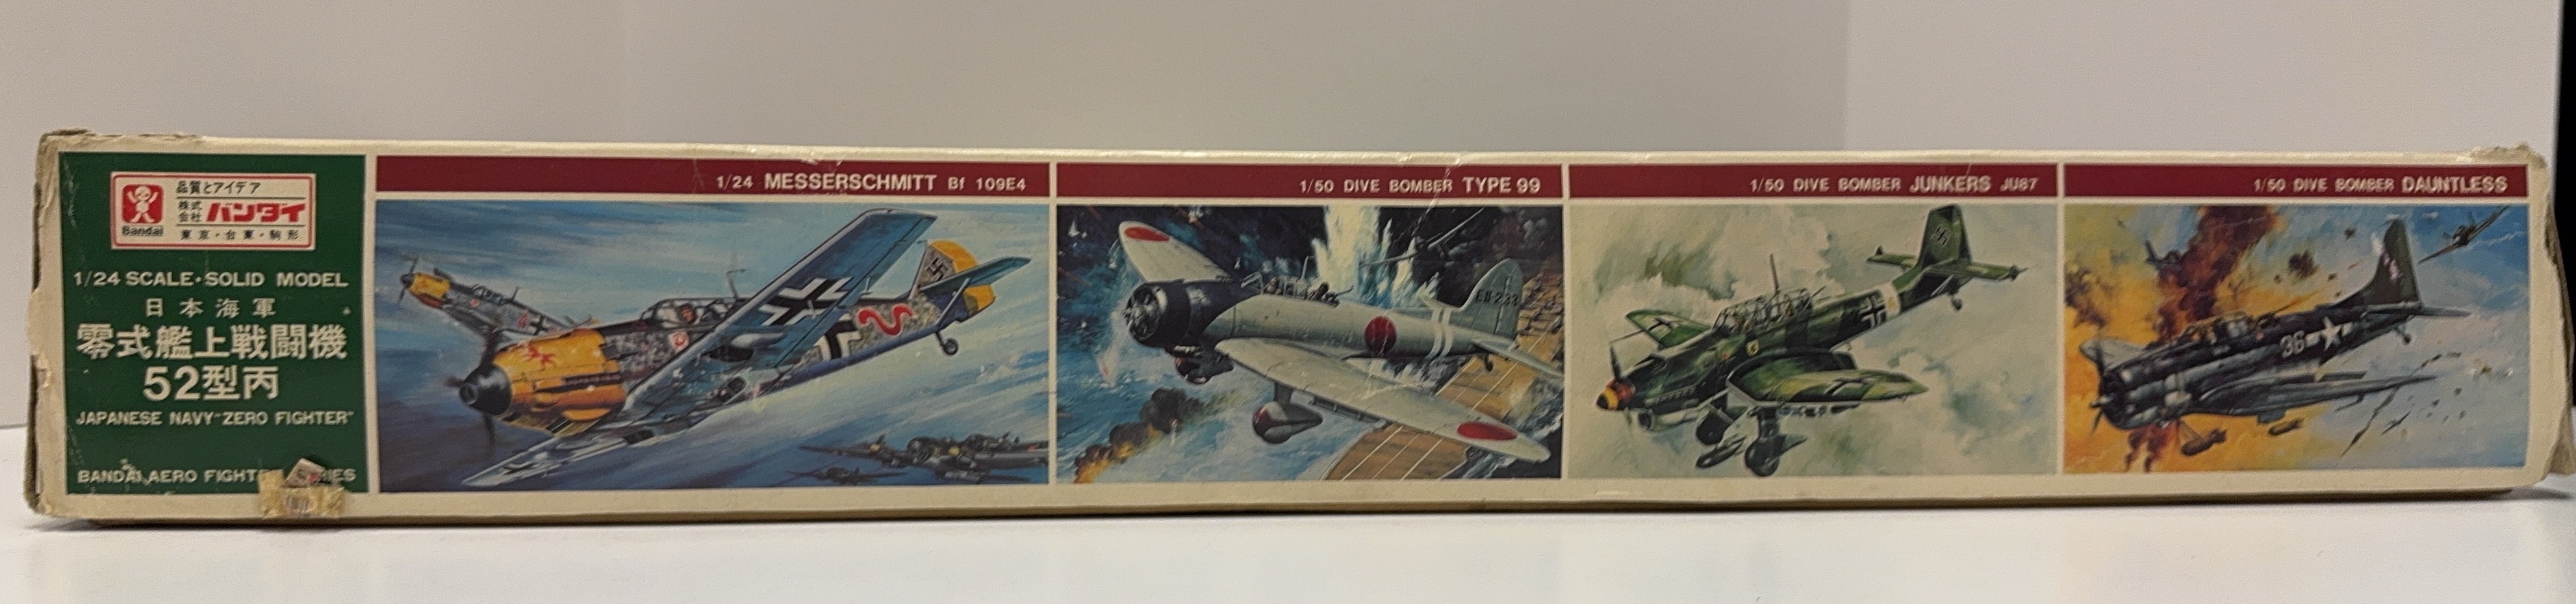 品質とアイデア
株式会社 バンダイ
東京・台東・駒形
Bandai
1/24 SCALE・SOLID MODEL
日本海軍
零式艦上戦闘機
52型丙
JAPANESE NAVY "ZERO FIGHTER"
BANDAI AERO
1/24 MESSERSCHMITT Bf 109E4
1/50 DIVE BOMBER TYPE 99
EII-233
1/50 DIVE BOMBER JUNKERS JU87
1/50 DIVE BOMBER DAUNTLESS
36